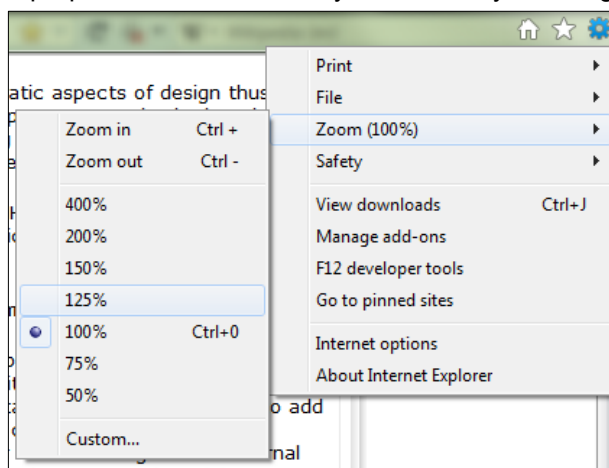 atic aspects of design thus
Print
File
Zoom (100%)
Safety
View downloads Ctrl+J
Manage add-ons
F12 developer tools
Go to pinned sites
Internet options
About Internet Explorer
Zoom in Ctrl +
Zoom out Ctrl -
400%
200%
150%
125%
100% Ctrl+0
75%
50%
Custom...
o add
rnal